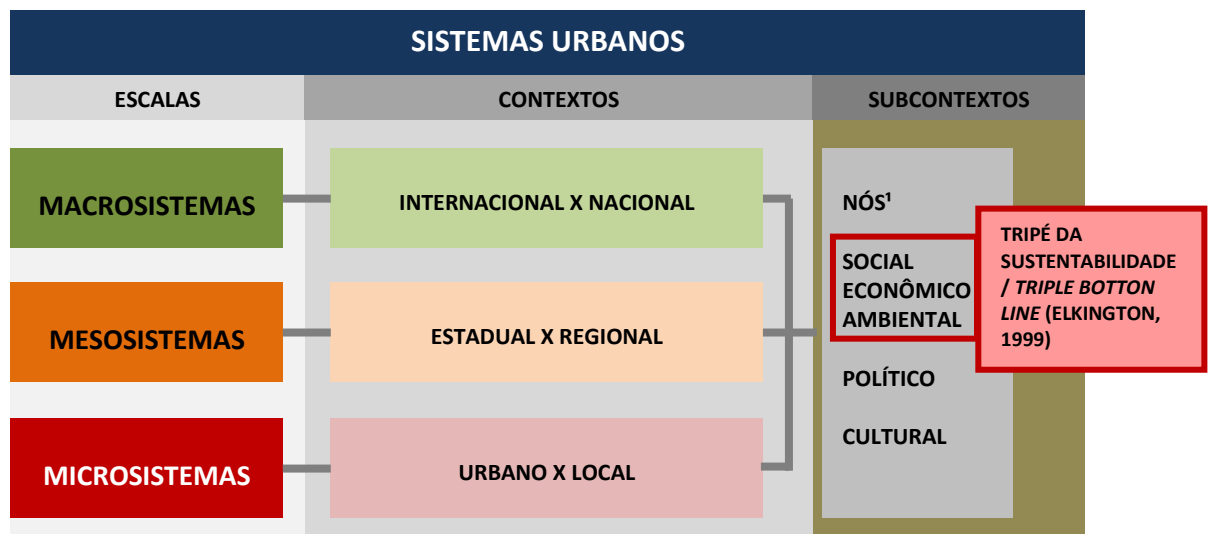 SISTEMAS URBANOS
ESCALAS
CONTEXTOS
SUBCONTEXTOS
MACROSISTEMAS
INTERNACIONAL X NACIONAL
MESOSISTEMAS
ESTADUAL X REGIONAL
MICROSISTEMAS
URBANO X LOCAL
NÓS¹
SOCIAL
ECONÔMICO
AMBIENTAL
POLÍTICO
CULTURAL
TRIPÉ DA
SUSTENTABILIDADE
/ TRIPLE BOTTON
LINE (ELKINGTON,
1999)